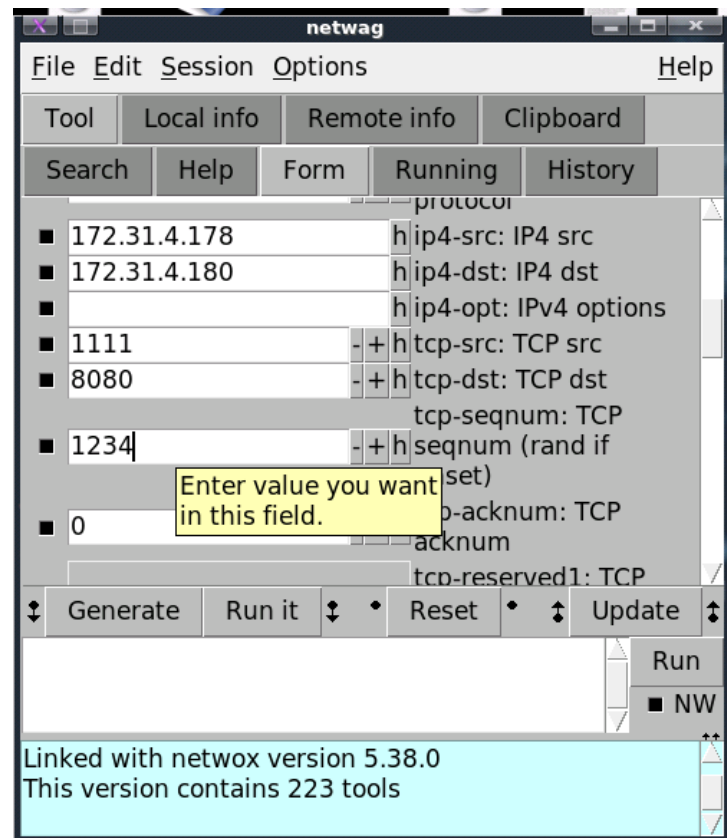 netwag
File Edit Session Options Help
Tool Local info Remote info Clipboard
Search Help Form Running History
protocol
172.31.4.178 h ip4-src: IP4 src
172.31.4.180 h ip4-dst: IP4 dst
h ip4-opt: IPv4 options
1111 - + h tcp-src: TCP src
8080 - + h tcp-dst: TCP dst
tcp-seqnum: TCP
1234 - + h seqnum (rand if
set)
Enter value you want
in this field.
0 -acknum: TCP
acknum
tcp-reserved1: TCP
Generate Run it Reset Update
Run
NW
Linked with netwox version 5.38.0
This version contains 223 tools